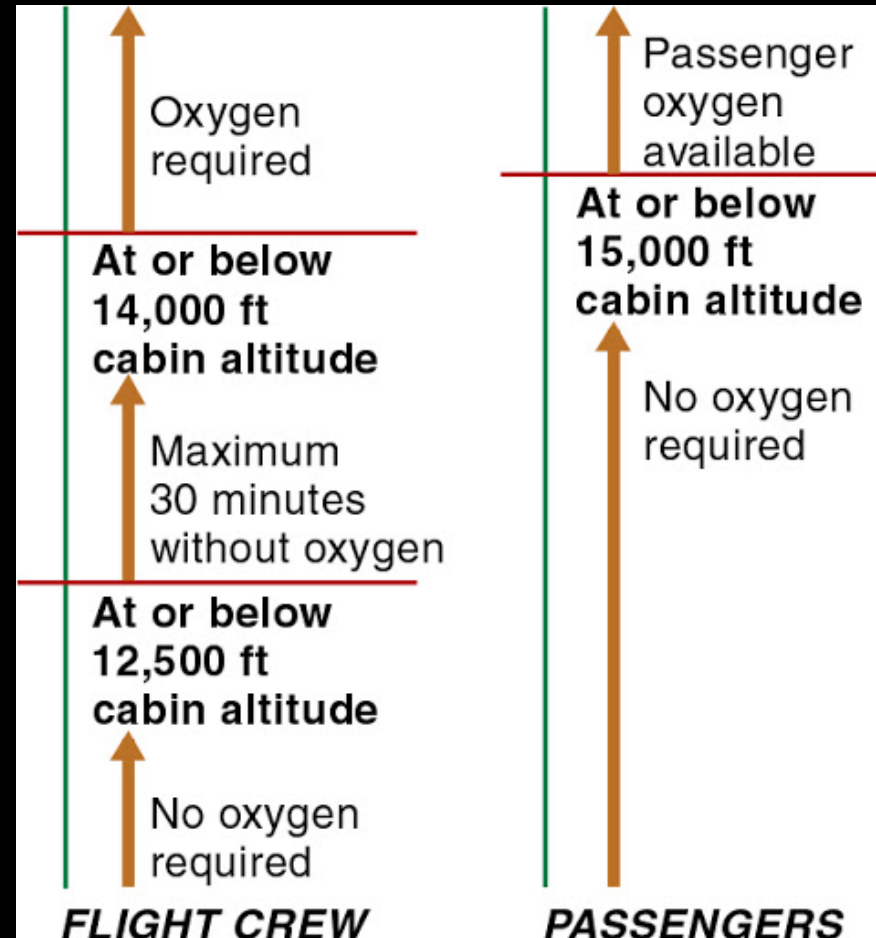 Oxygen
required
At or below
14,000 ft
cabin altitude
Maximum
30 minutes
without oxygen
At or below
12,500 ft
cabin altitude
No oxygen
required
FLIGHT CREW
Passenger
oxygen
available
At or below
15,000 ft
cabin altitude
No oxygen
required
PASSENGERS